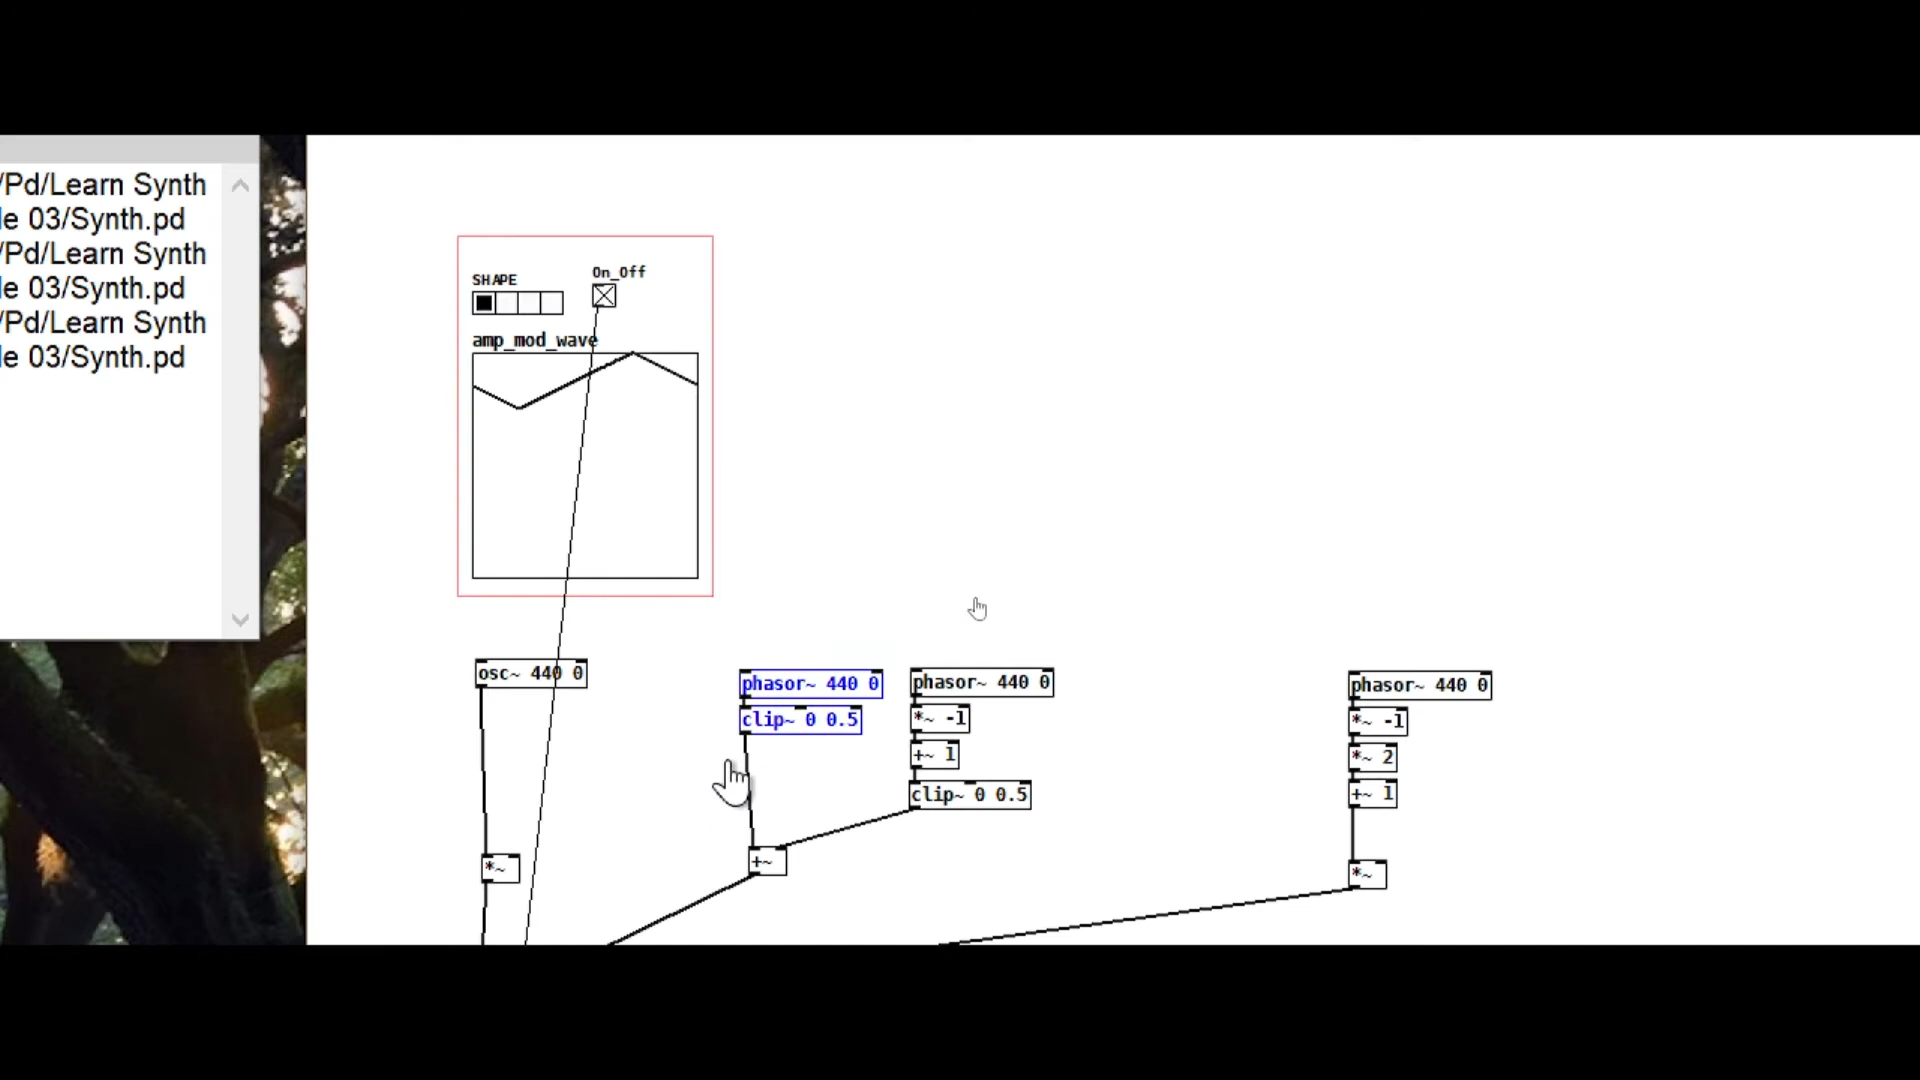 /Pd/Learn Synth
le 03/Synth.pd
/Pd/Learn Synth
le 03/Synth.pd
/Pd/Learn Synth
le 03/Synth.pd
SHAPE
On_Off
amp_mod_wave
osc~ 440 0
*~
phasor~ 440 0
clip~ 0 0.5
+~
phasor~ 440 0
*~ -1
+~ 1
clip~ 0 0.5
phasor~ 440 0
*~ -1
*~ 2
+~ 1
*~